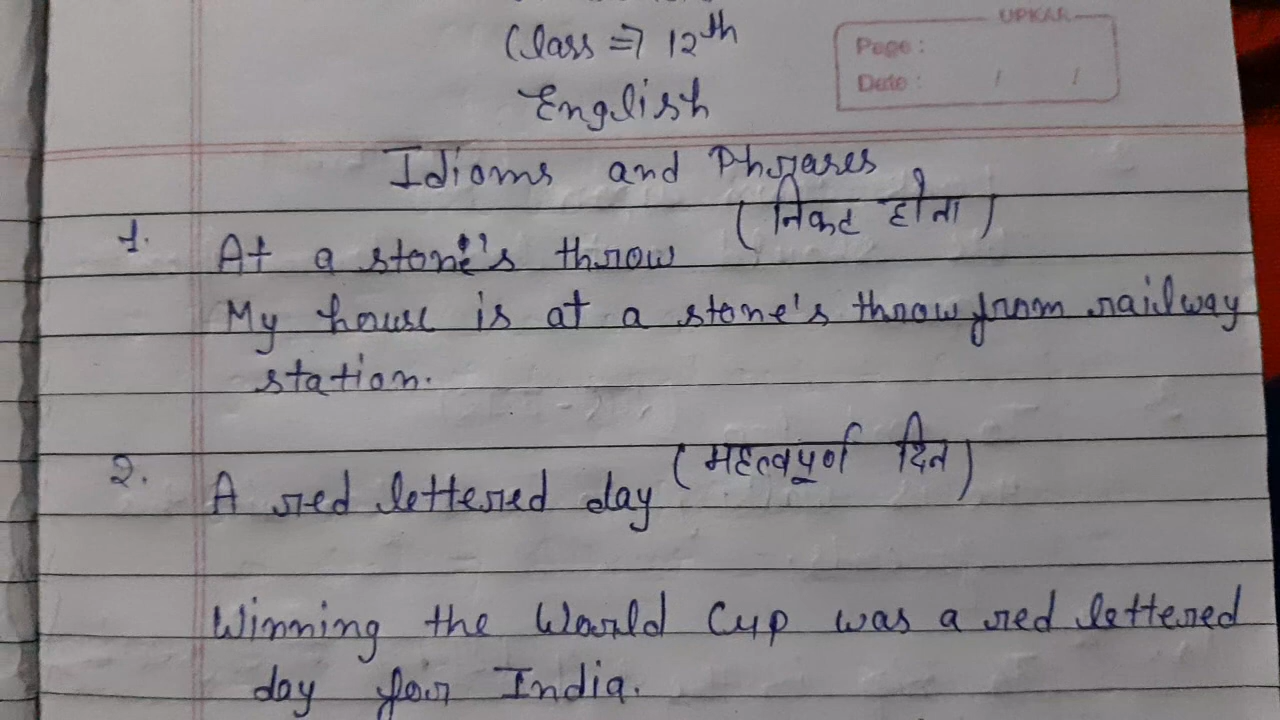 Class ⇒ 12th
UPKAR
Page :
Date : / /
English
Idioms and Phrases
1. At a stone's throw (निकट होना)
My house is at a stone's throw from railway
station.
2. A red lettered day (महत्वपूर्ण दिन)
Winning the World Cup was a red lettered
day for India.